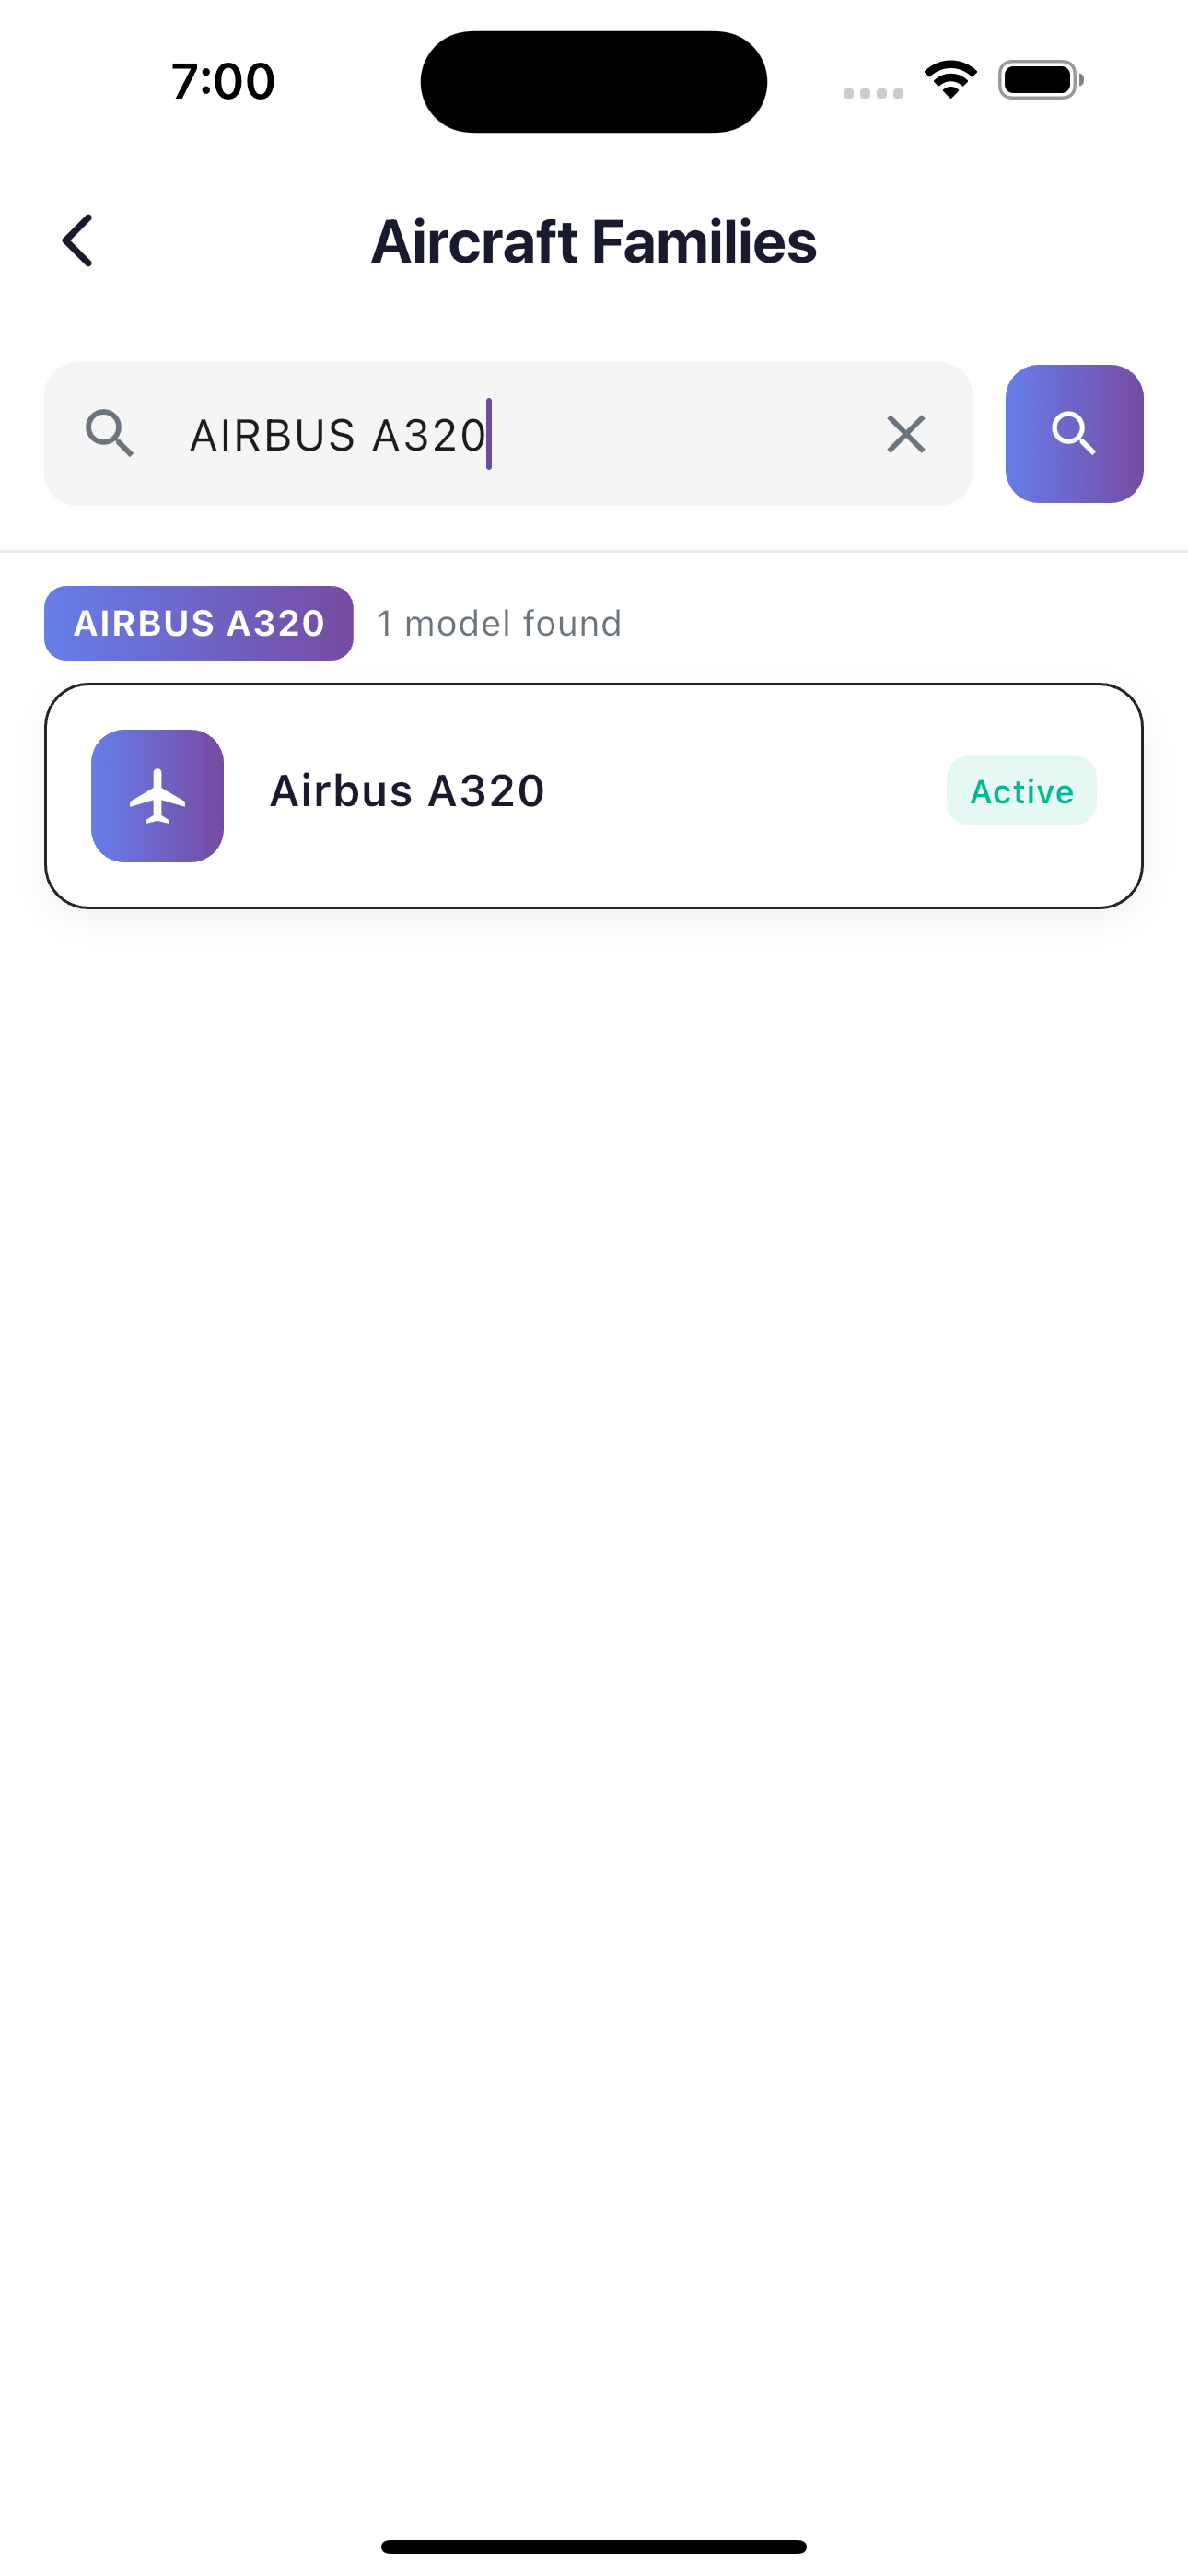 7:00
Aircraft Families
AIRBUS A320
AIRBUS A320 1 model found
Airbus A320 Active